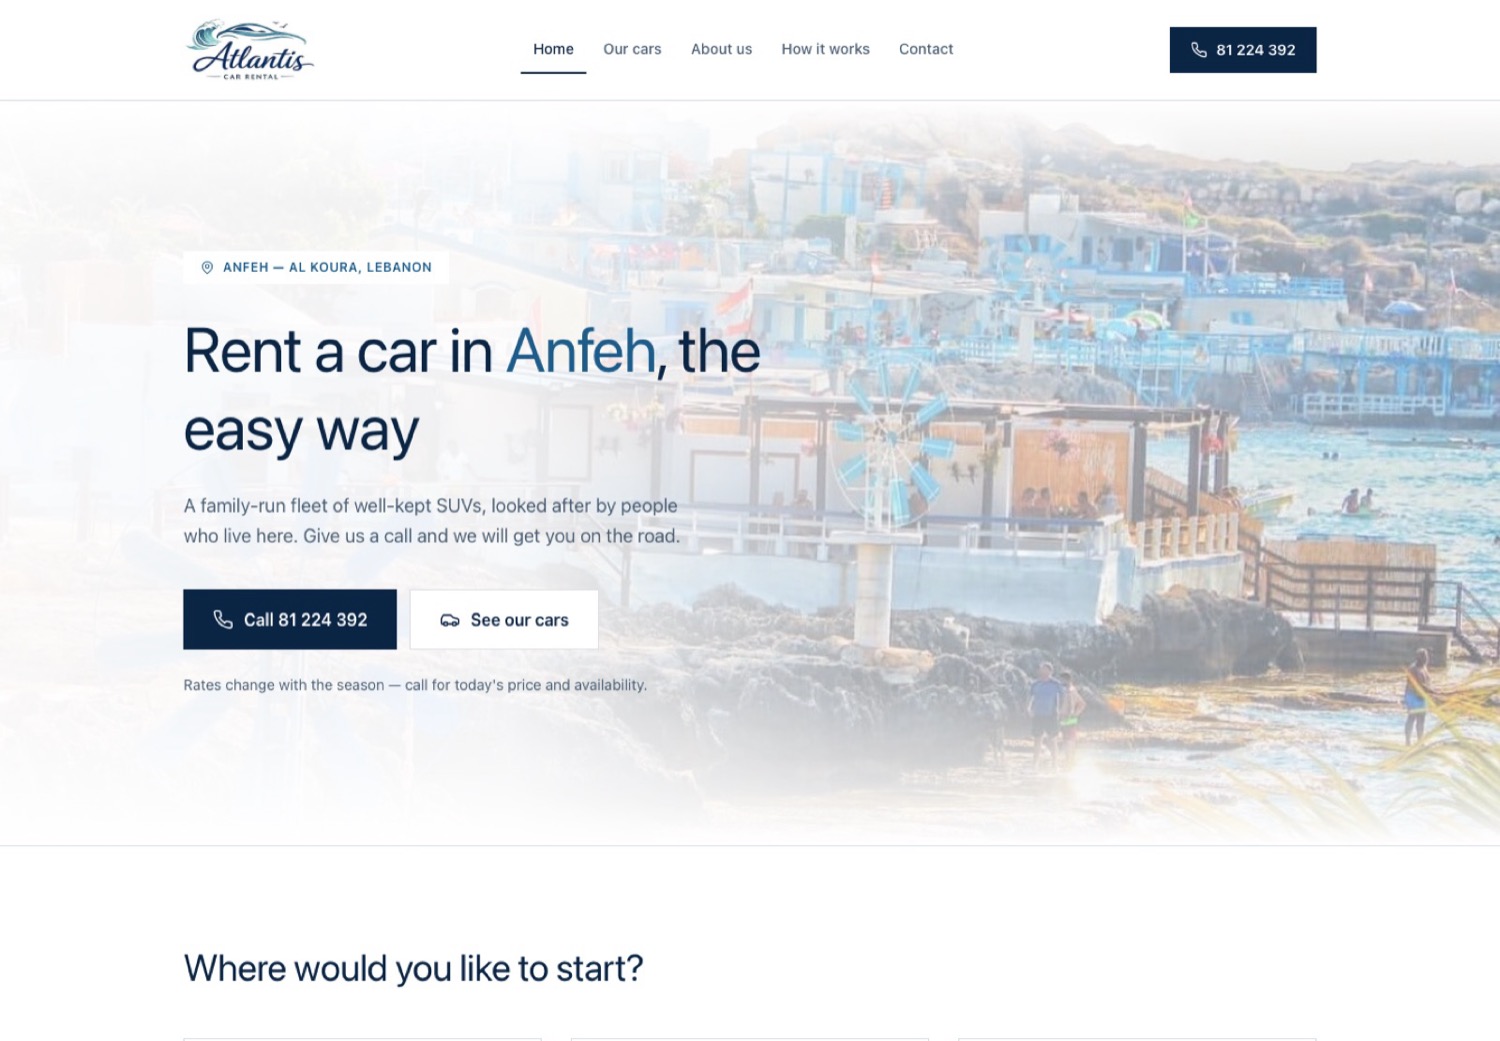 Atlantis
CAR RENTAL
Home
Our cars
About us
How it works
Contact
81 224 392
ANFEH — AL KOURA, LEBANON
Rent a car in Anfeh, the
easy way
A family-run fleet of well-kept SUVs, looked after by people
who live here. Give us a call and we will get you on the road.
Call 81 224 392
See our cars
Rates change with the season — call for today's price and availability.
Where would you like to start?